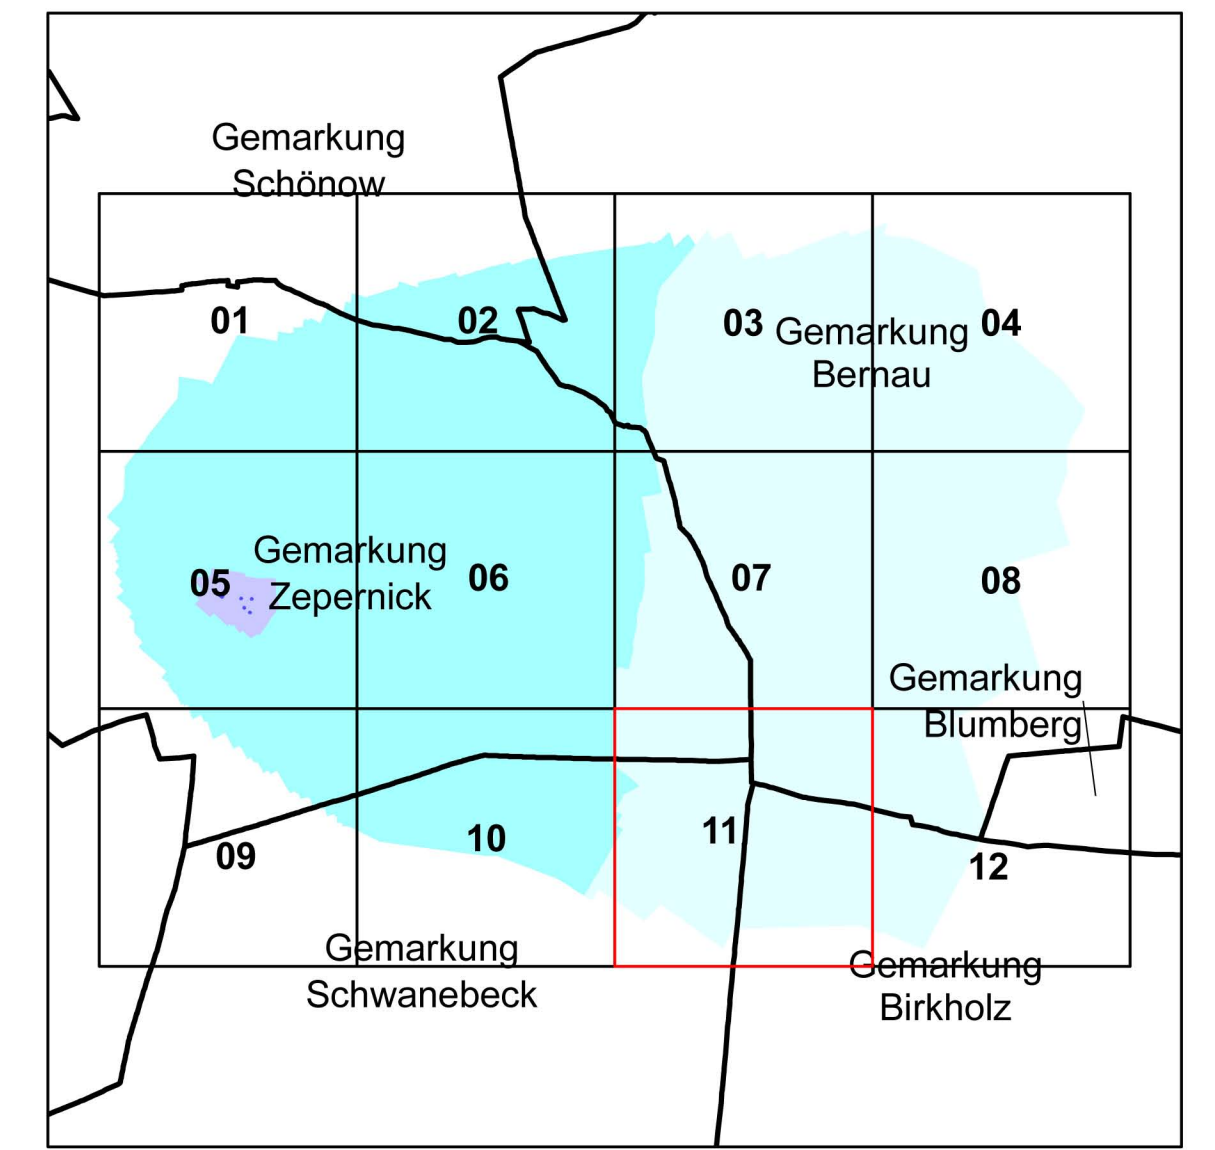 Gemarkung
Schönow
01
02
03
Gemarkung
Bernau
04
05
Gemarkung
Zepernick
06
07
08
Gemarkung
Blumberg
09
10
11
12
Gemarkung
Schwanebeck
Gemarkung
Birkholz